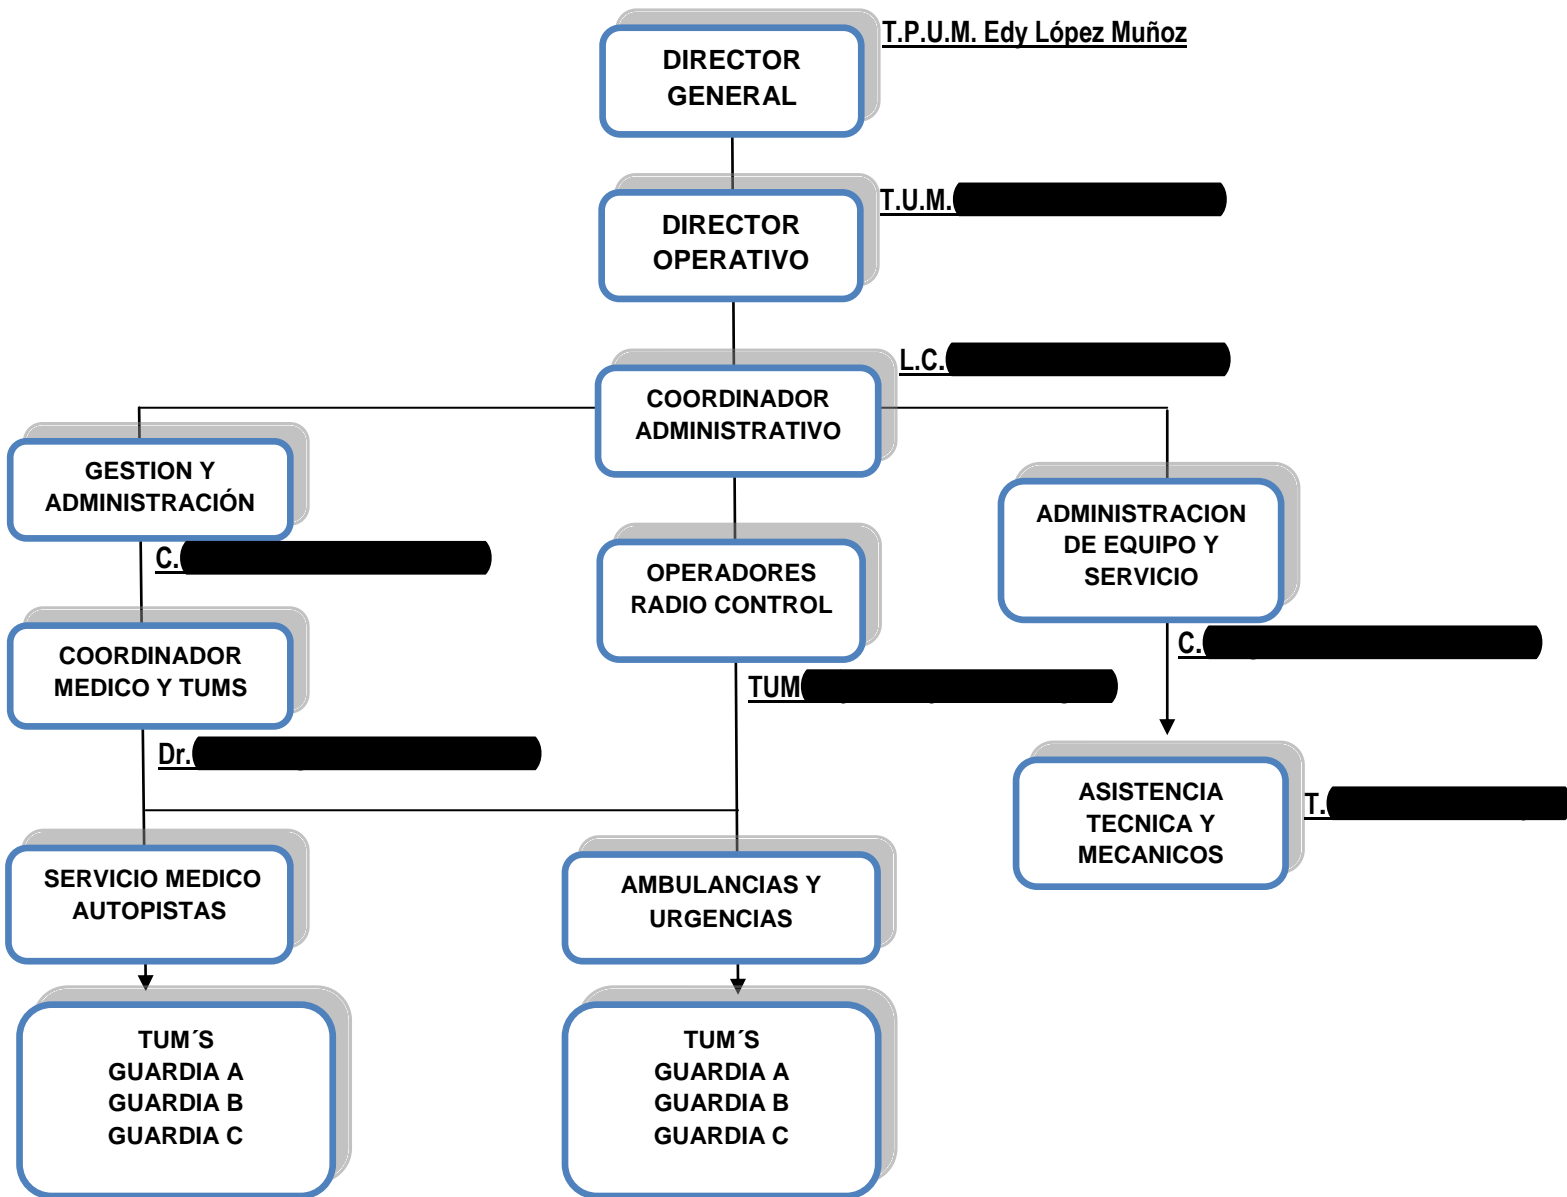 T.P.U.M. Edy López Muñoz
DIRECTOR
GENERAL
T.U.M.
DIRECTOR
OPERATIVO
L.C.
COORDINADOR
ADMINISTRATIVO
GESTION Y
ADMINISTRACIÓN
C.
ADMINISTRACION
DE EQUIPO Y
SERVICIO
C.
OPERADORES
RADIO CONTROL
TUM
COORDINADOR
MEDICO Y TUMS
Dr.
ASISTENCIA
TECNICA Y
MECANICOS
T.
SERVICIO MEDICO
AUTOPISTAS
AMBULANCIAS Y
URGENCIAS
TUM´S
GUARDIA A
GUARDIA B
GUARDIA C
TUM´S
GUARDIA A
GUARDIA B
GUARDIA C